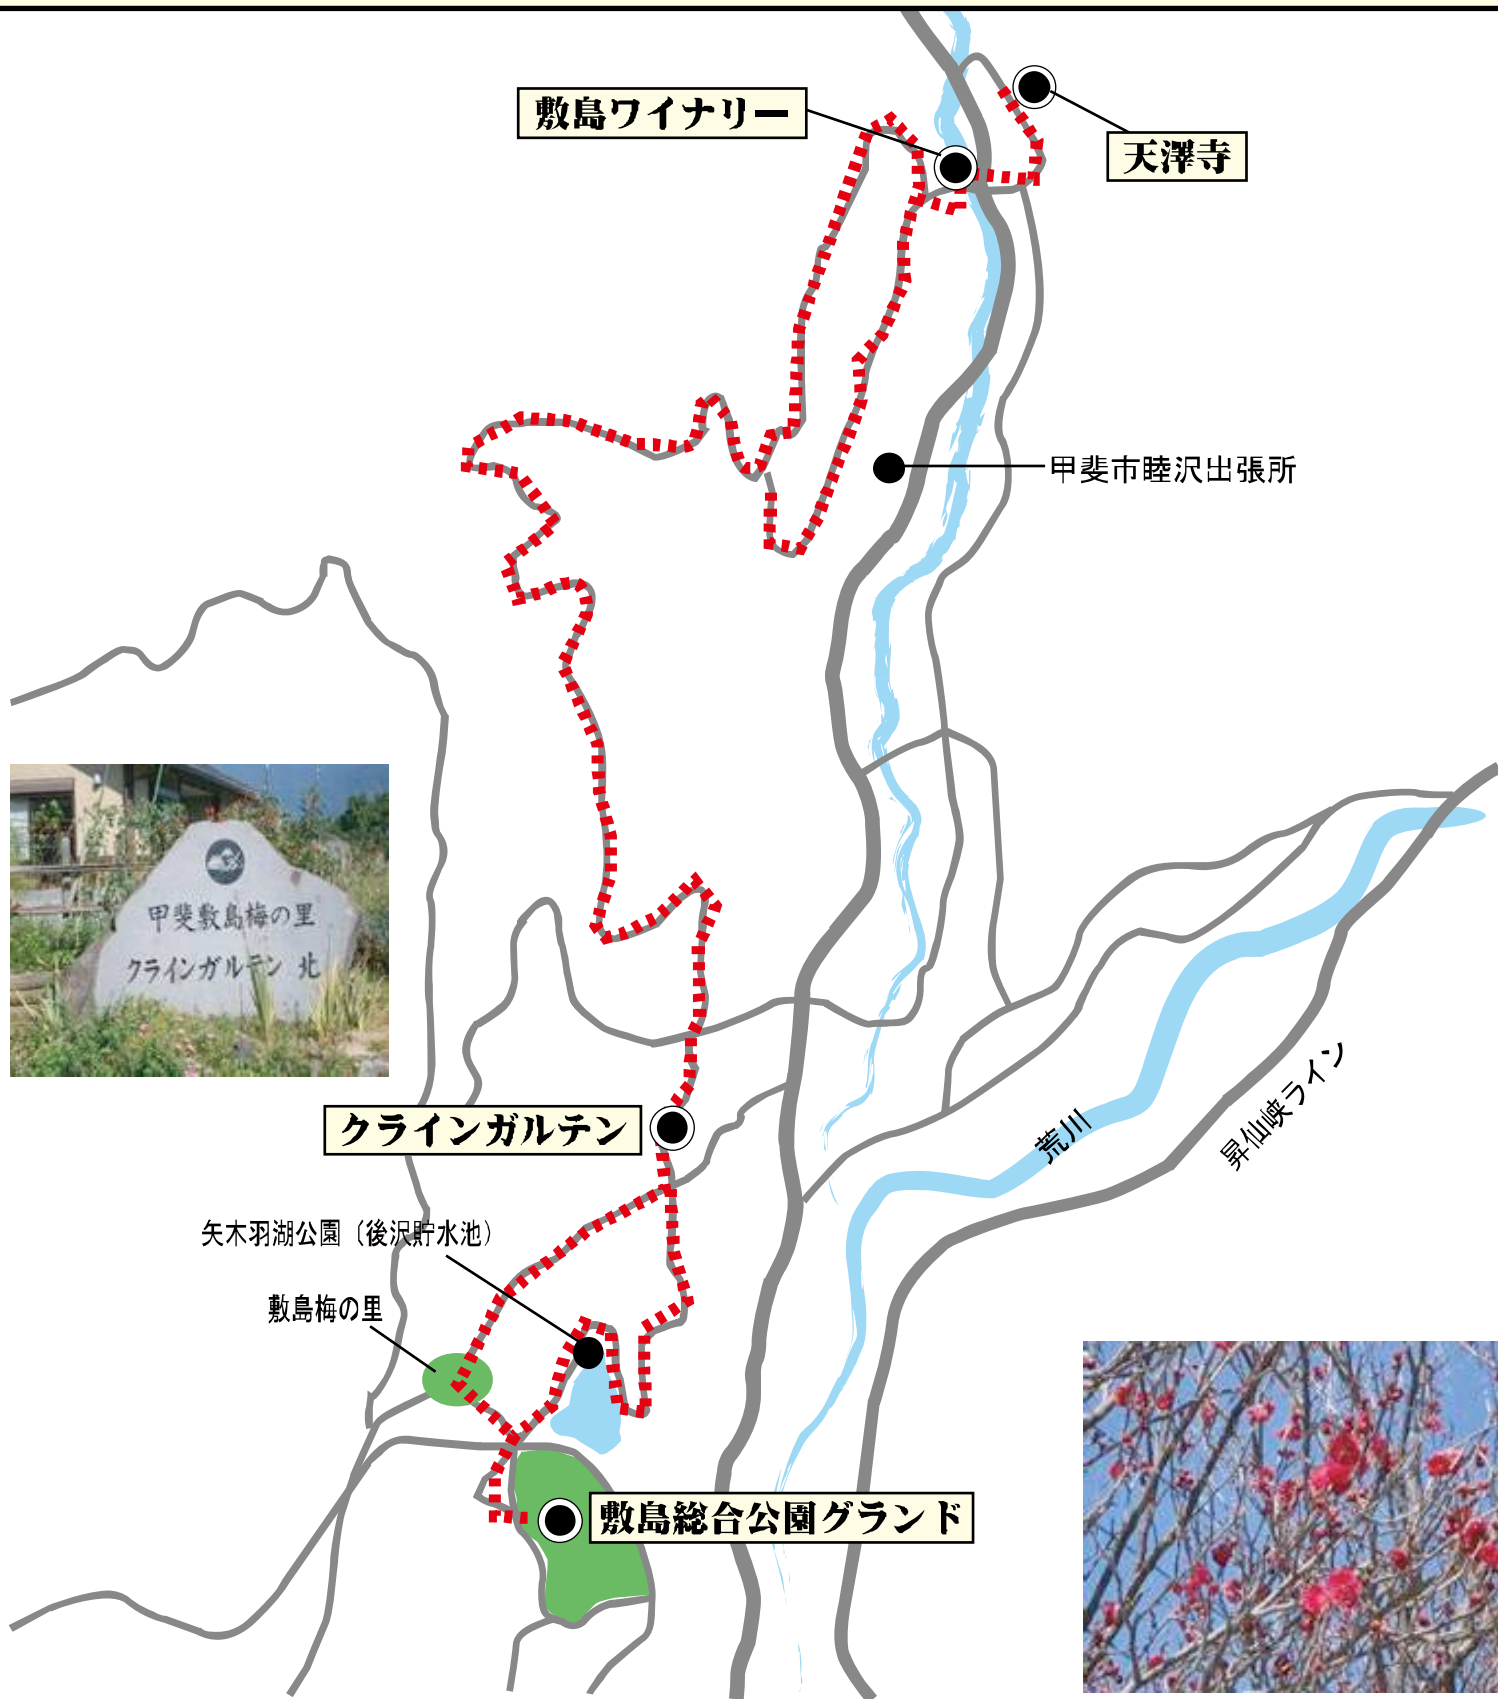 敷島ワイナリー
天澤寺
甲斐市睦沢出張所
甲斐敷島梅の里
クラインガルテン 北
クラインガルテン
荒川
昇仙峡ライン
矢木羽湖公園（後沢貯水池）
敷島梅の里
敷島総合公園グランド